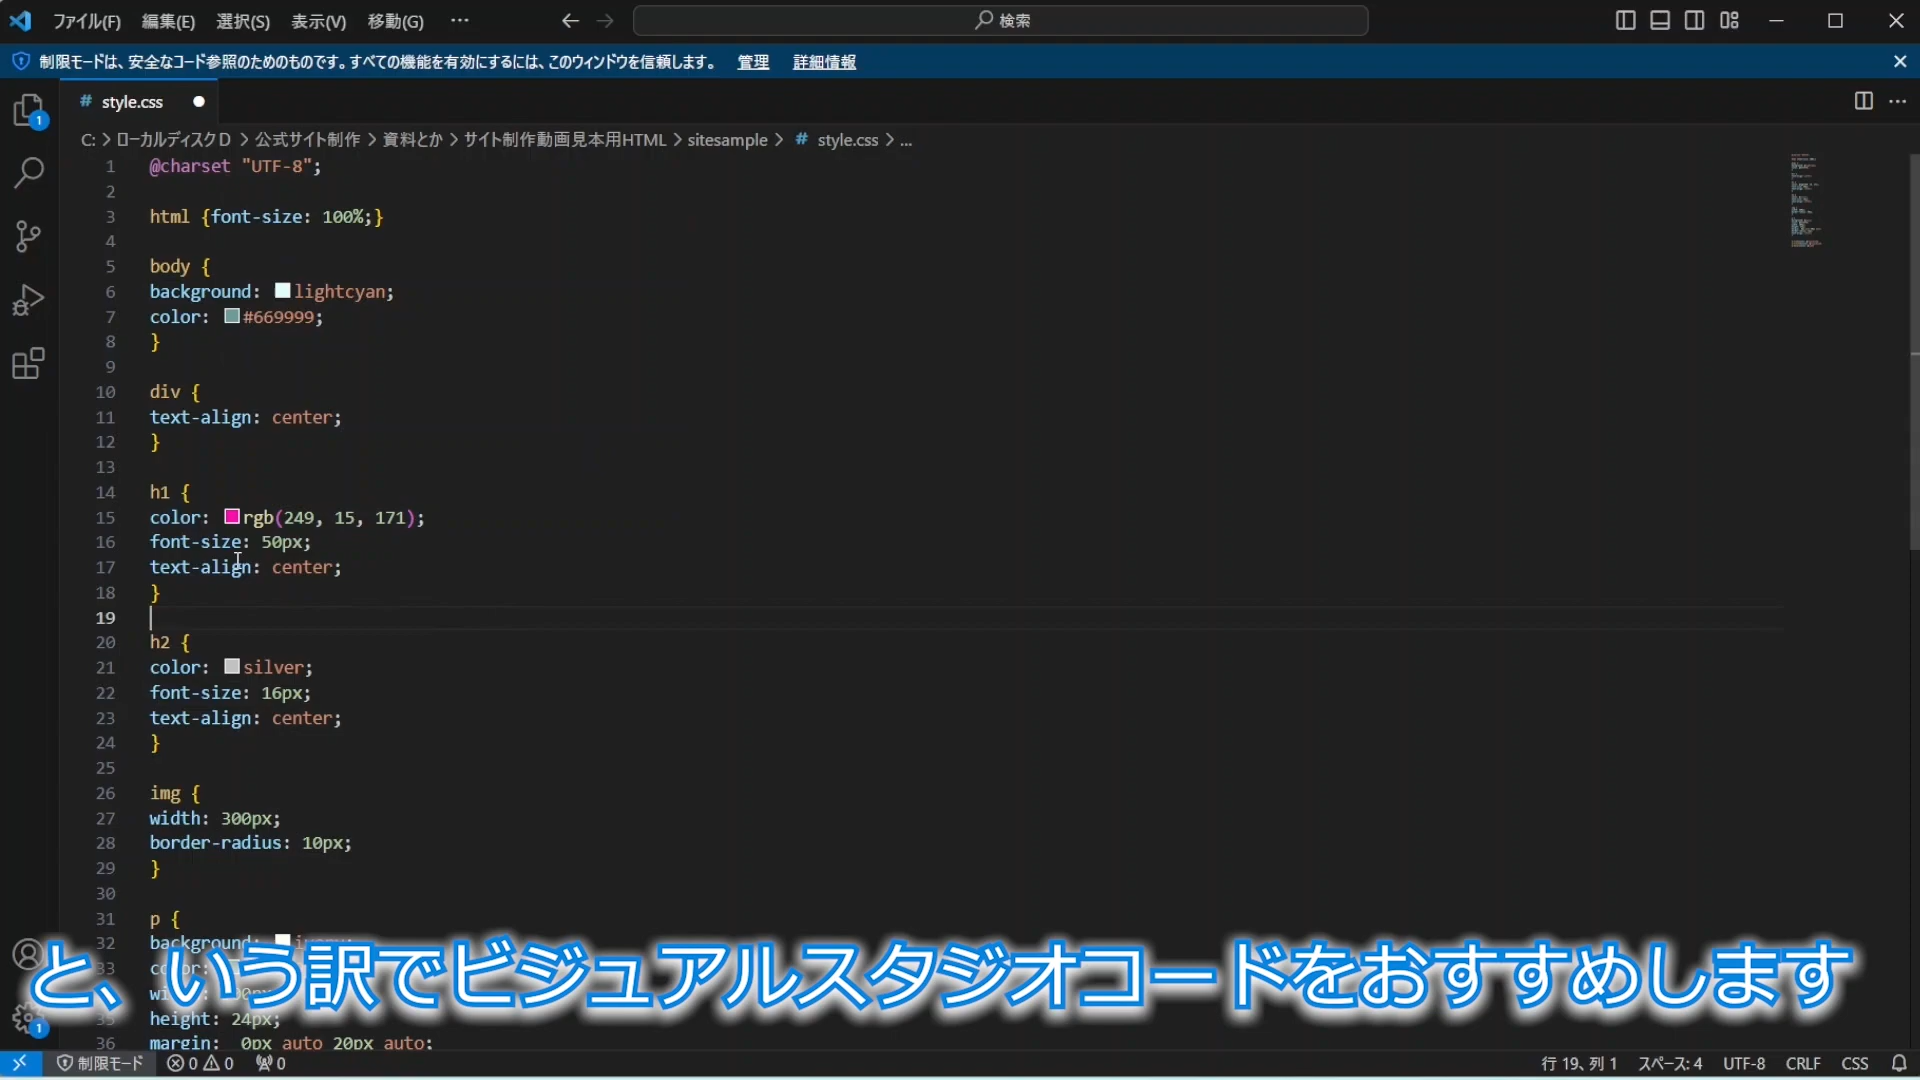 ファイル(F) 編集(E) 選択(S) 表示(V) 移動(G) ··· 検索
制限モードは、安全なコード参照のためのものです。すべての機能を有効にするには、このウィンドウを信頼します。 管理 詳細情報
# style.css
C: > ローカルディスクD > 公式サイト制作 > 資料とか > サイト制作動画見本用HTML > sitesample > # style.css > ...
1 @charset "UTF-8";
2
3 html {font-size: 100%;}
4
5 body {
6 background: lightcyan;
7 color: #669999;
8 }
9
10 div {
11 text-align: center;
12 }
13
14 h1 {
15 color: rgb(249, 15, 171);
16 font-size: 50px;
17 text-align: center;
18 }
19
20 h2 {
21 color: silver;
22 font-size: 16px;
23 text-align: center;
24 }
25
26 img {
27 width: 300px;
28 border-radius: 10px;
29 }
30
31 p {
32 background:
33
と、いう訳でビジュアルスタジオコードをおすすめします
35 height: 24px;
36 margin: 0px auto 20px auto;
制限モード 0 0 0 行 19、列 1 スペース: 4 UTF-8 CRLF CSS